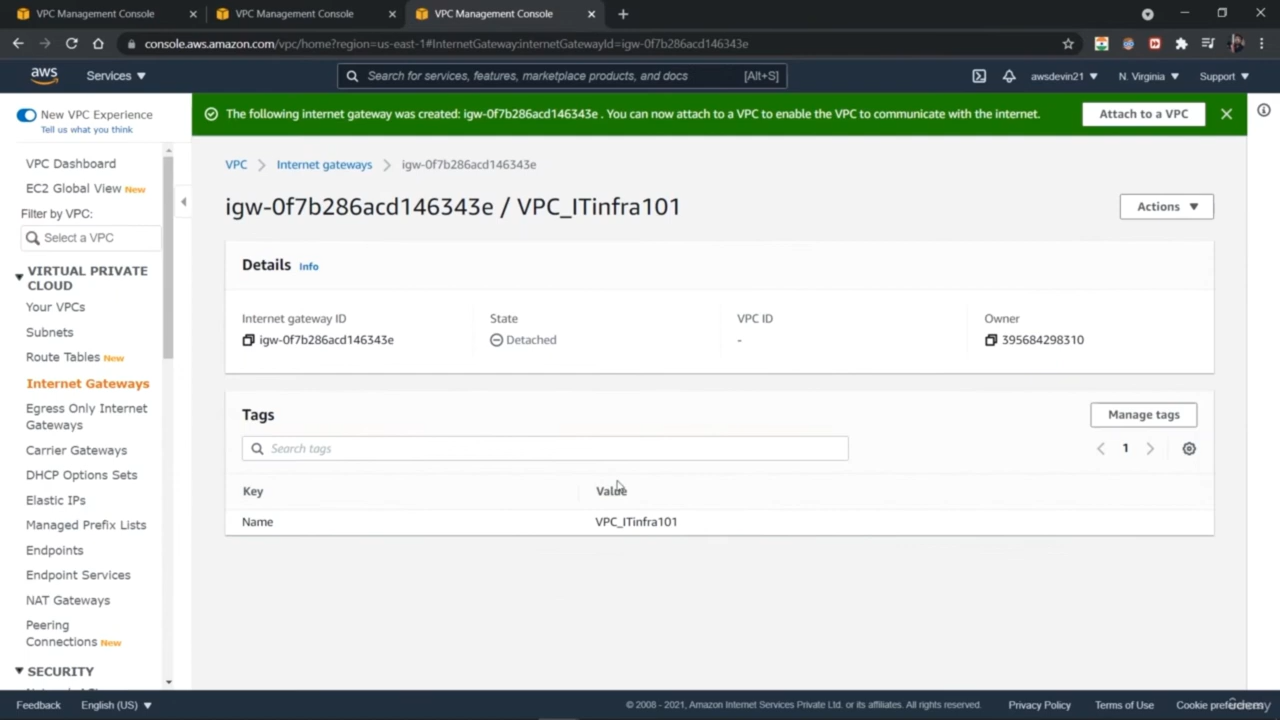 VPC Management Console
VPC Management Console
VPC Management Console
console.aws.amazon.com/vpc/home?region=us-east-1#InternetGateway:internetGatewayId=igw-0f7b286acd146343e
aws
Services
Search for services, features, marketplace products, and docs
[Alt+S]
awsdevin21
N. Virginia
Support
New VPC Experience
Tell us what you think
The following internet gateway was created: igw-0f7b286acd146343e . You can now attach to a VPC to enable the VPC to communicate with the internet.
Attach to a VPC
VPC Dashboard
EC2 Global View New
Filter by VPC:
Select a VPC
VIRTUAL PRIVATE
CLOUD
Your VPCs
Subnets
Route Tables New
Internet Gateways
Egress Only Internet
Gateways
Carrier Gateways
DHCP Options Sets
Elastic IPs
Managed Prefix Lists
Endpoints
Endpoint Services
NAT Gateways
Peering
Connections New
SECURITY
VPC
Internet gateways
igw-0f7b286acd146343e
igw-0f7b286acd146343e / VPC_ITinfra101
Actions
Details Info
Internet gateway ID
igw-0f7b286acd146343e
State
Detached
VPC ID
-
Owner
395684298310
Tags
Manage tags
Search tags
1
Key
Value
Name
VPC_ITinfra101
Feedback
English (US)
© 2008 - 2021, Amazon Internet Services Private Ltd. or its affiliates. All rights reserved.
Privacy Policy
Terms of Use
Cookie preferences
Udemy